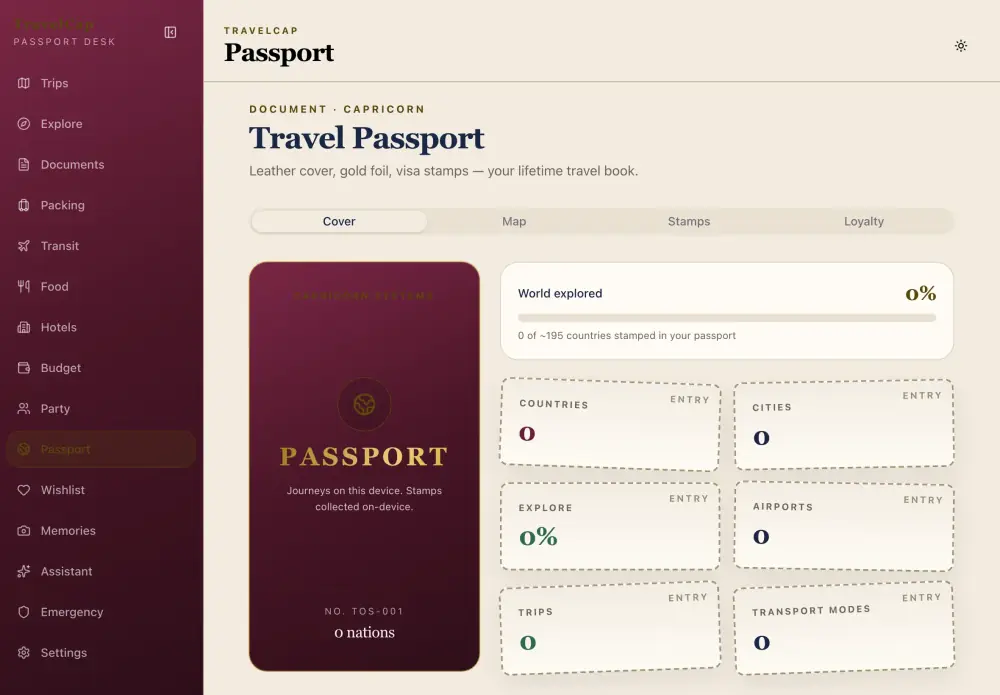 Travelcap
PASSPORT DESK
Trips
Explore
Documents
Packing
Transit
Food
Hotels
Budget
Party
Passport
Wishlist
Memories
Assistant
Emergency
Settings
TRAVELCAP
Passport
DOCUMENT · CAPRICORN
Travel Passport
Leather cover, gold foil, visa stamps — your lifetime travel book.
Cover
Map
Stamps
Loyalty
CAPRICORN SYSTEMS
PASSPORT
Journeys on this device. Stamps
collected on-device.
NO. TOS-001
0 nations
World explored
0%
0 of ~195 countries stamped in your passport
COUNTRIES
ENTRY
0
CITIES
ENTRY
0
EXPLORE
ENTRY
0%
AIRPORTS
ENTRY
0
TRIPS
ENTRY
0
TRANSPORT MODES
ENTRY
0